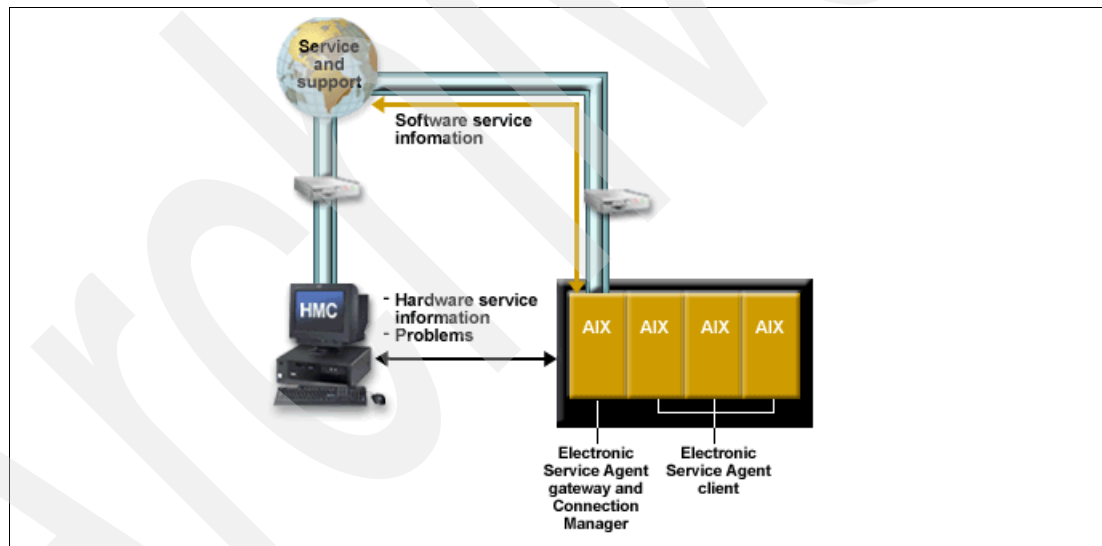 Service
and
support
Software service
infomation
HMC
- Hardware service
information
- Problems
AIX
AIX
AIX
AIX
Electronic
Service Agent
gateway and
Connection
Manager
Electronic
Service Agent
client